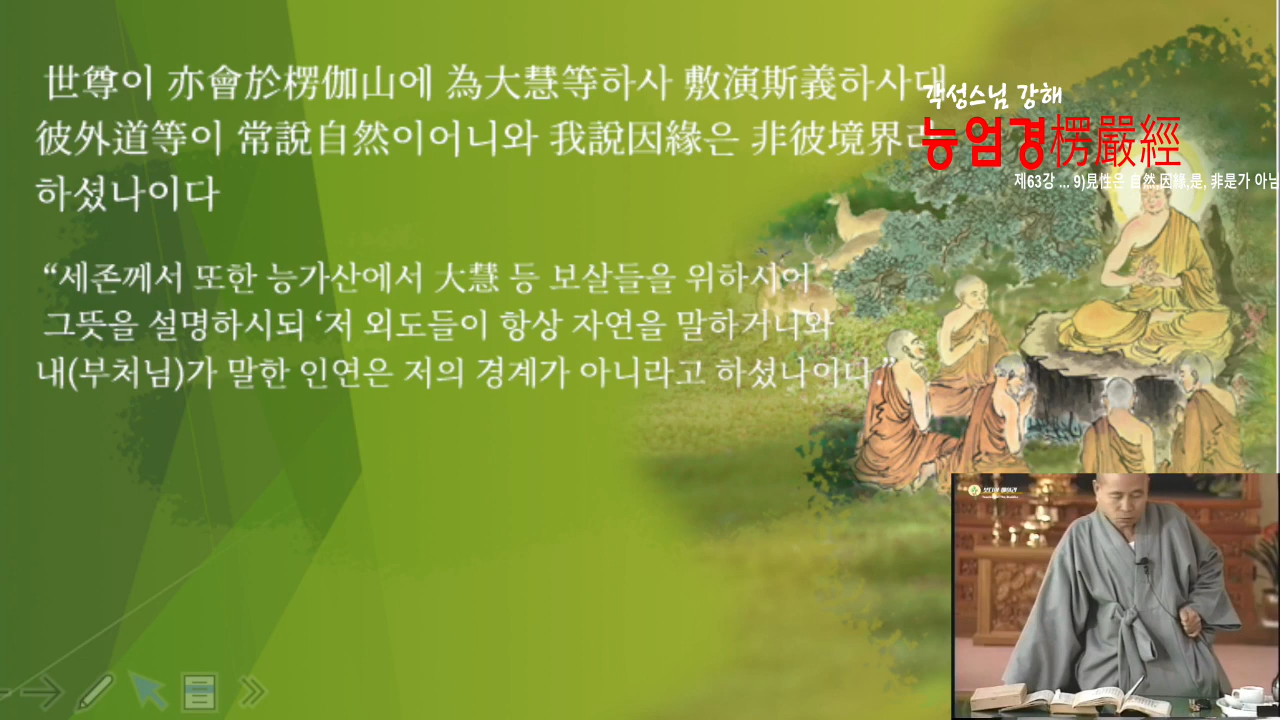 世尊이 亦會於楞伽山에 為大慧等하사 敷演斯義하사대
彼外道等이 常說自然이어니와 我說因緣은 非彼境界라
하셨나이다
“세존께서 또한 능가산에서 大慧 등 보살들을 위하시어
그뜻을 설명하시되 ‘저 외도들이 항상 자연을 말하거니와
내(부처님)가 말한 인연은 저의 경계가 아니라고 하셨나이다”
각성스님 강해
능엄경楞嚴經
제63강 ... 9)見性은 自然,因緣,是, 非是가 아님